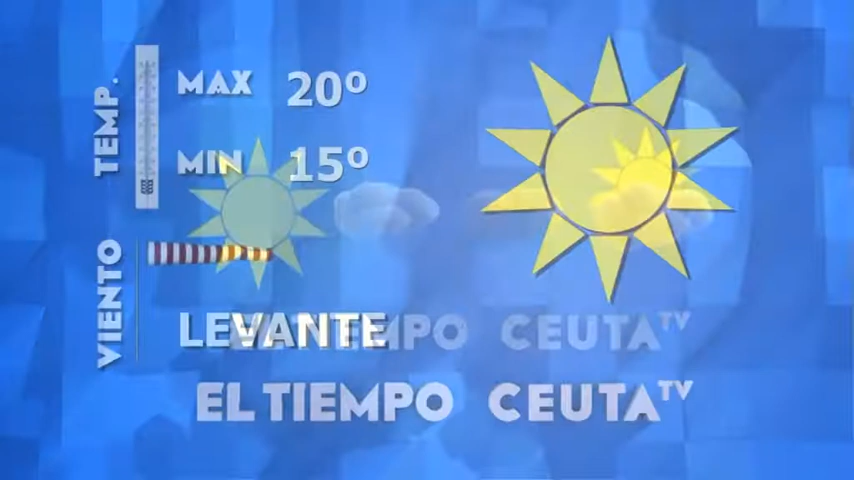 TEMP.
MAX 20º
MIN 15º
VIENTO
LEVANTE
EL TIEMPO CEUTA TV
EL TIEMPO CEUTA TV